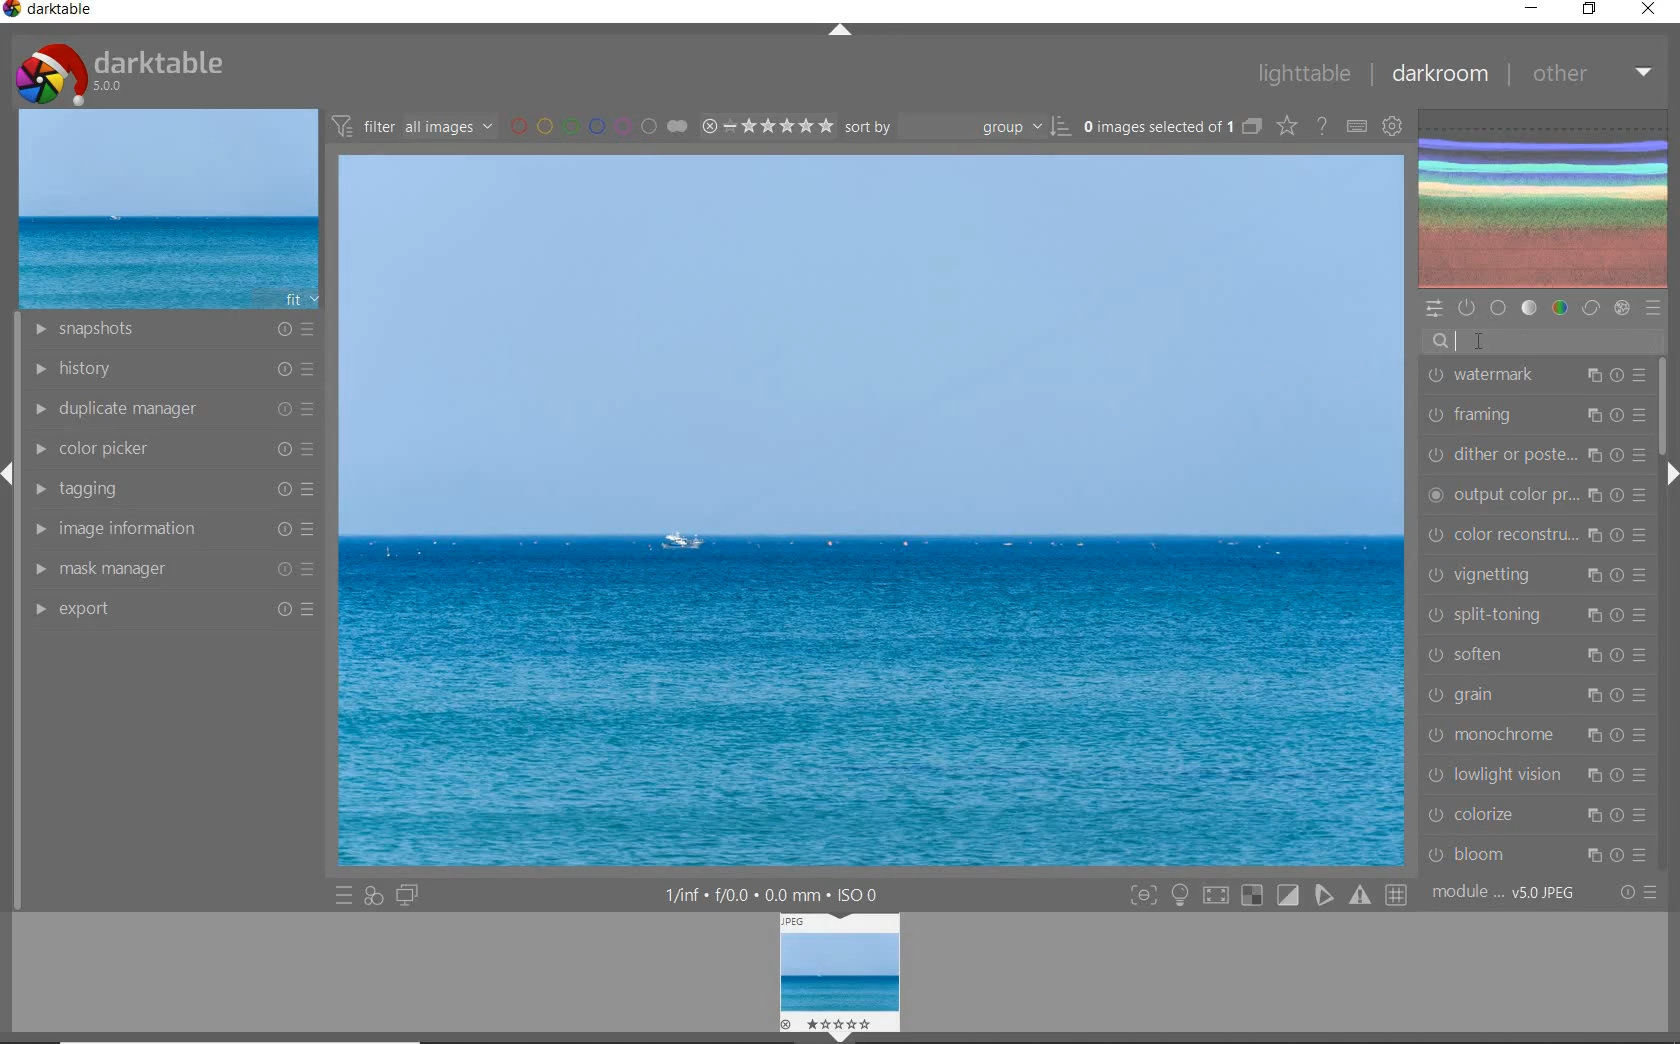 darktable
darktable
5.0.0
lighttable | darkroom | other
filter all images sort by group 0 images selected of 1
fit
snapshots
history
duplicate manager
color picker
tagging
image information
mask manager
export
watermark
framing
dither or poste...
output color pr...
color reconstru...
vignetting
split-toning
soften
grain
monochrome
lowlight vision
colorize
bloom
1/inf • f/0.0 • 0.0 mm • ISO 0
module ... v5.0 JPEG
JPEG